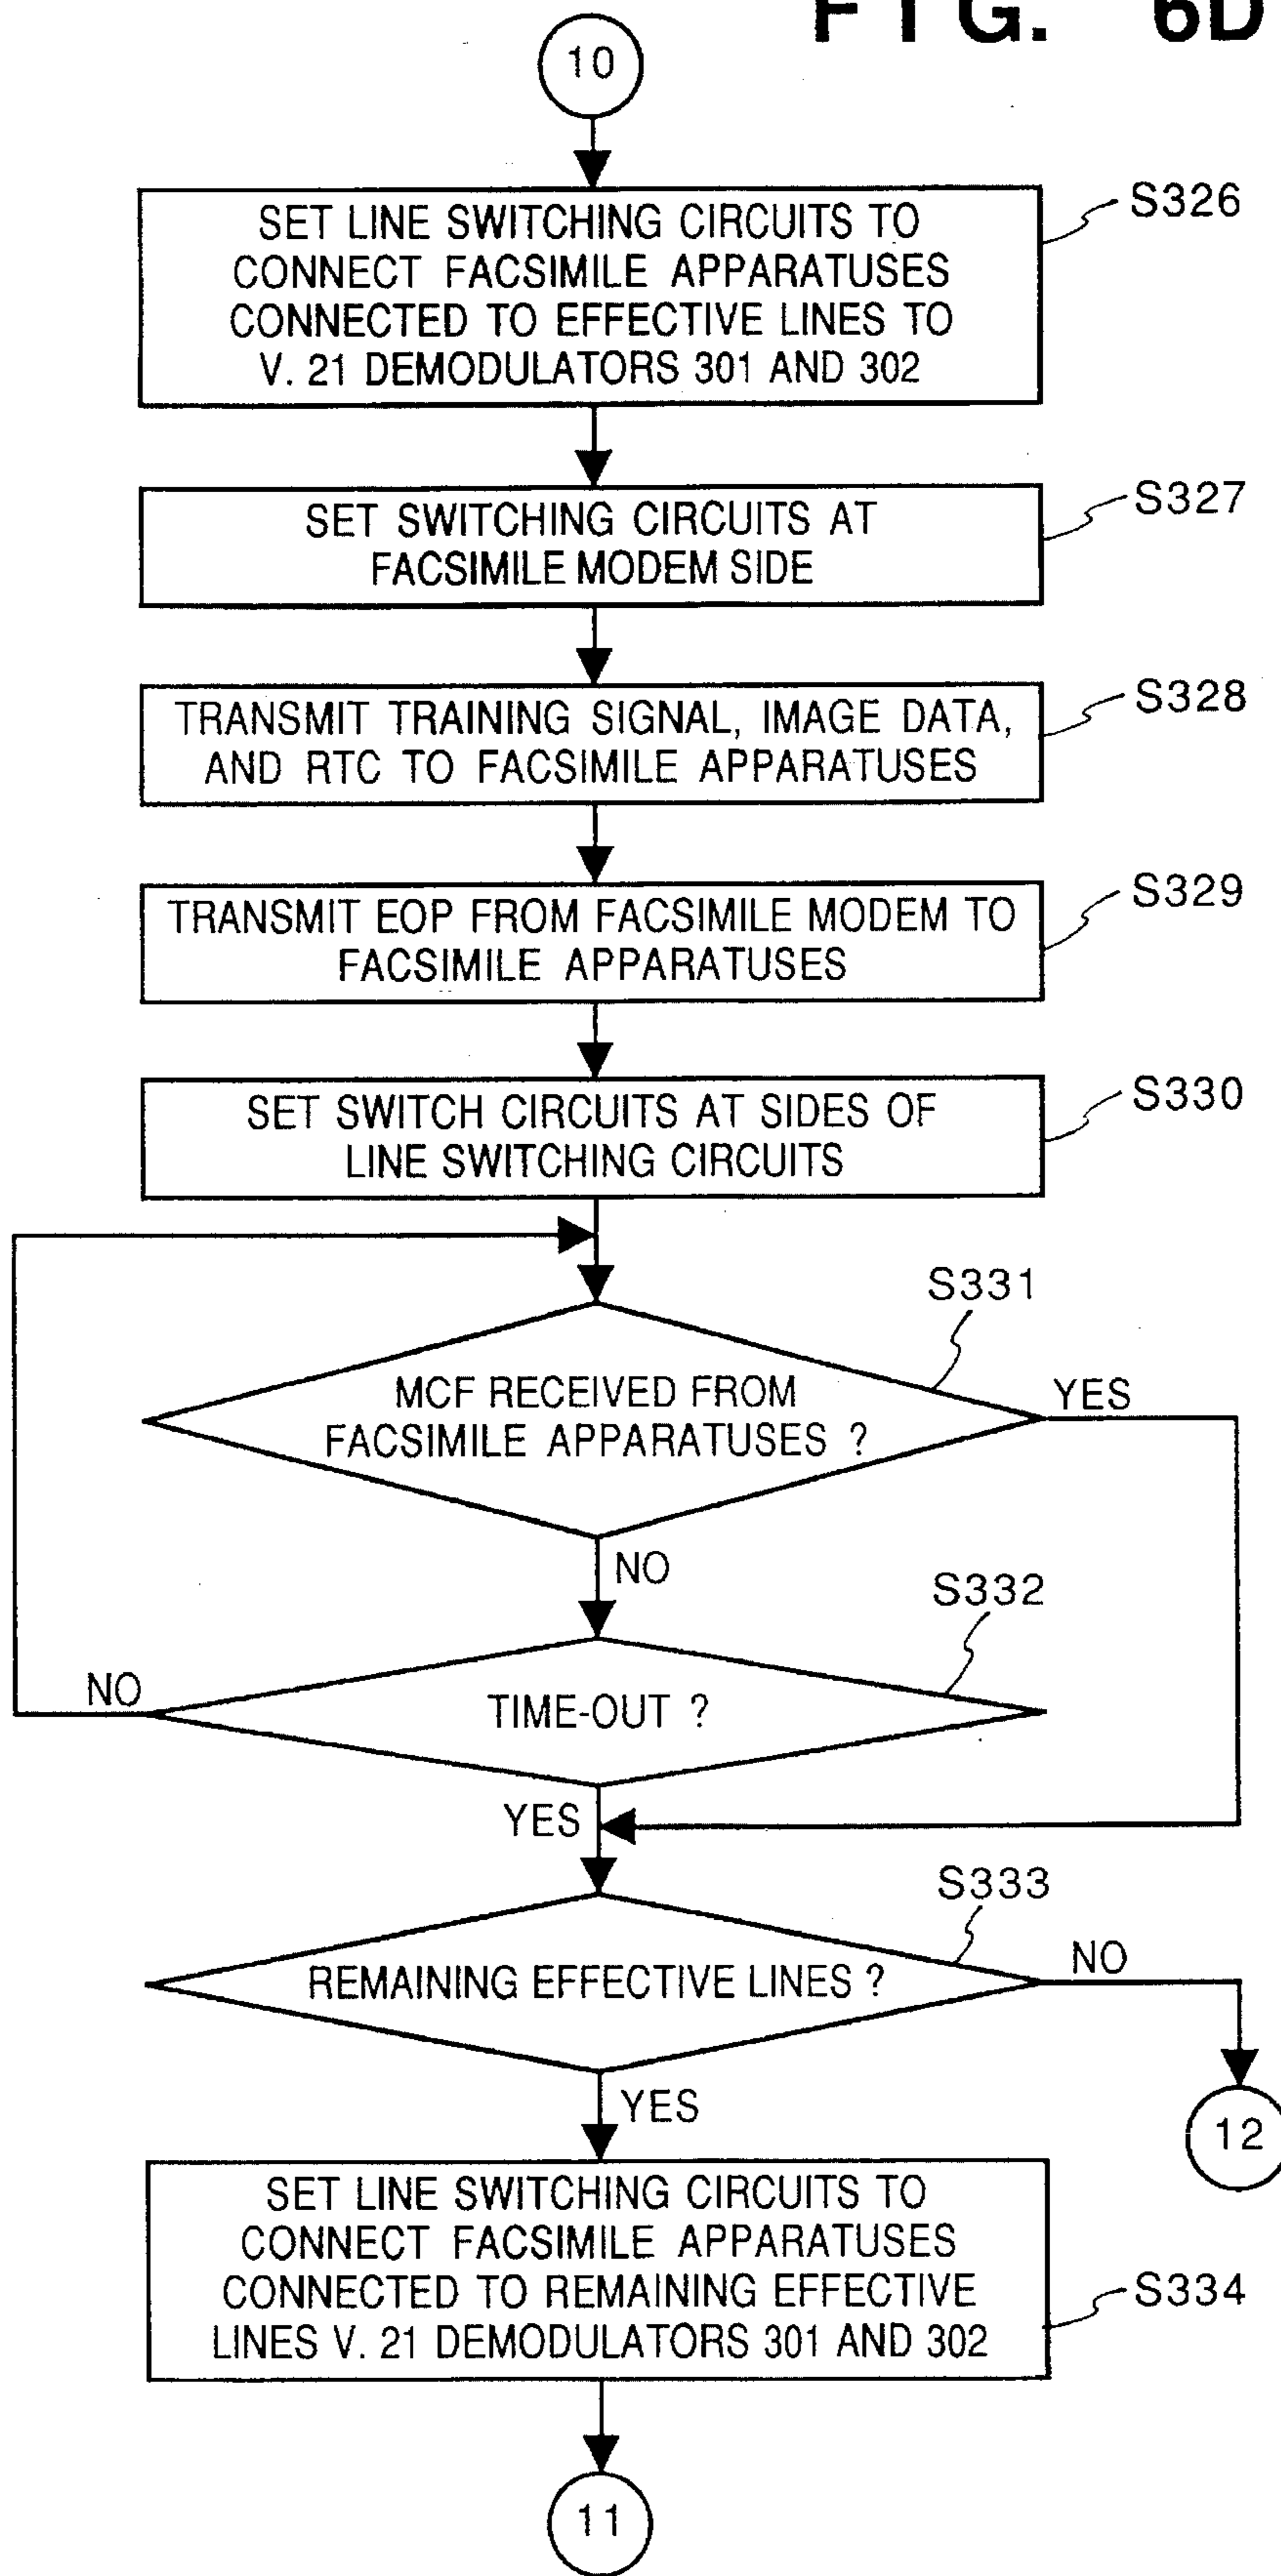 FIG. 6D
10
SET LINE SWITCHING CIRCUITS TO
CONNECT FACSIMILE APPARATUSES
CONNECTED TO EFFECTIVE LINES TO
V. 21 DEMODULATORS 301 AND 302
S326
SET SWITCHING CIRCUITS AT
FACSIMILE MODEM SIDE
S327
TRANSMIT TRAINING SIGNAL, IMAGE DATA,
AND RTC TO FACSIMILE APPARATUSES
S328
TRANSMIT EOP FROM FACSIMILE MODEM TO
FACSIMILE APPARATUSES
S329
SET SWITCH CIRCUITS AT SIDES OF
LINE SWITCHING CIRCUITS
S330
S331
MCF RECEIVED FROM
FACSIMILE APPARATUSES ?
YES
NO
S332
TIME-OUT ?
NO
YES
S333
REMAINING EFFECTIVE LINES ?
NO
12
YES
SET LINE SWITCHING CIRCUITS TO
CONNECT FACSIMILE APPARATUSES
CONNECTED TO REMAINING EFFECTIVE
LINES V. 21 DEMODULATORS 301 AND 302
S334
11